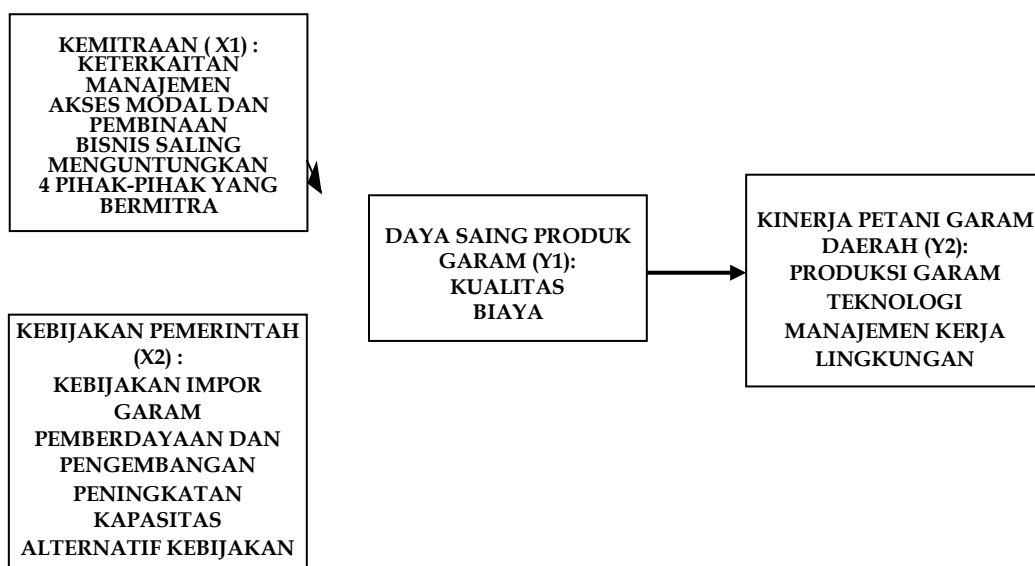 KEMITRAAN ( X1) :
KETERKAITAN
MANAJEMEN
AKSES MODAL DAN
PEMBINAAN
BISNIS SALING
MENGUNTUNGKAN
4 PIHAK-PIHAK YANG
BERMITRA
DAYA SAING PRODUK
GARAM (Y1):
KUALITAS
BIAYA
KINERJA PETANI GARAM
DAERAH (Y2):
PRODUKSI GARAM
TEKNOLOGI
MANAJEMEN KERJA
LINGKUNGAN
KEBIJAKAN PEMERINTAH
(X2) :
KEBIJAKAN IMPOR
GARAM
PEMBERDAYAAN DAN
PENGEMBANGAN
PENINGKATAN
KAPASITAS
ALTERNATIF KEBIJAKAN